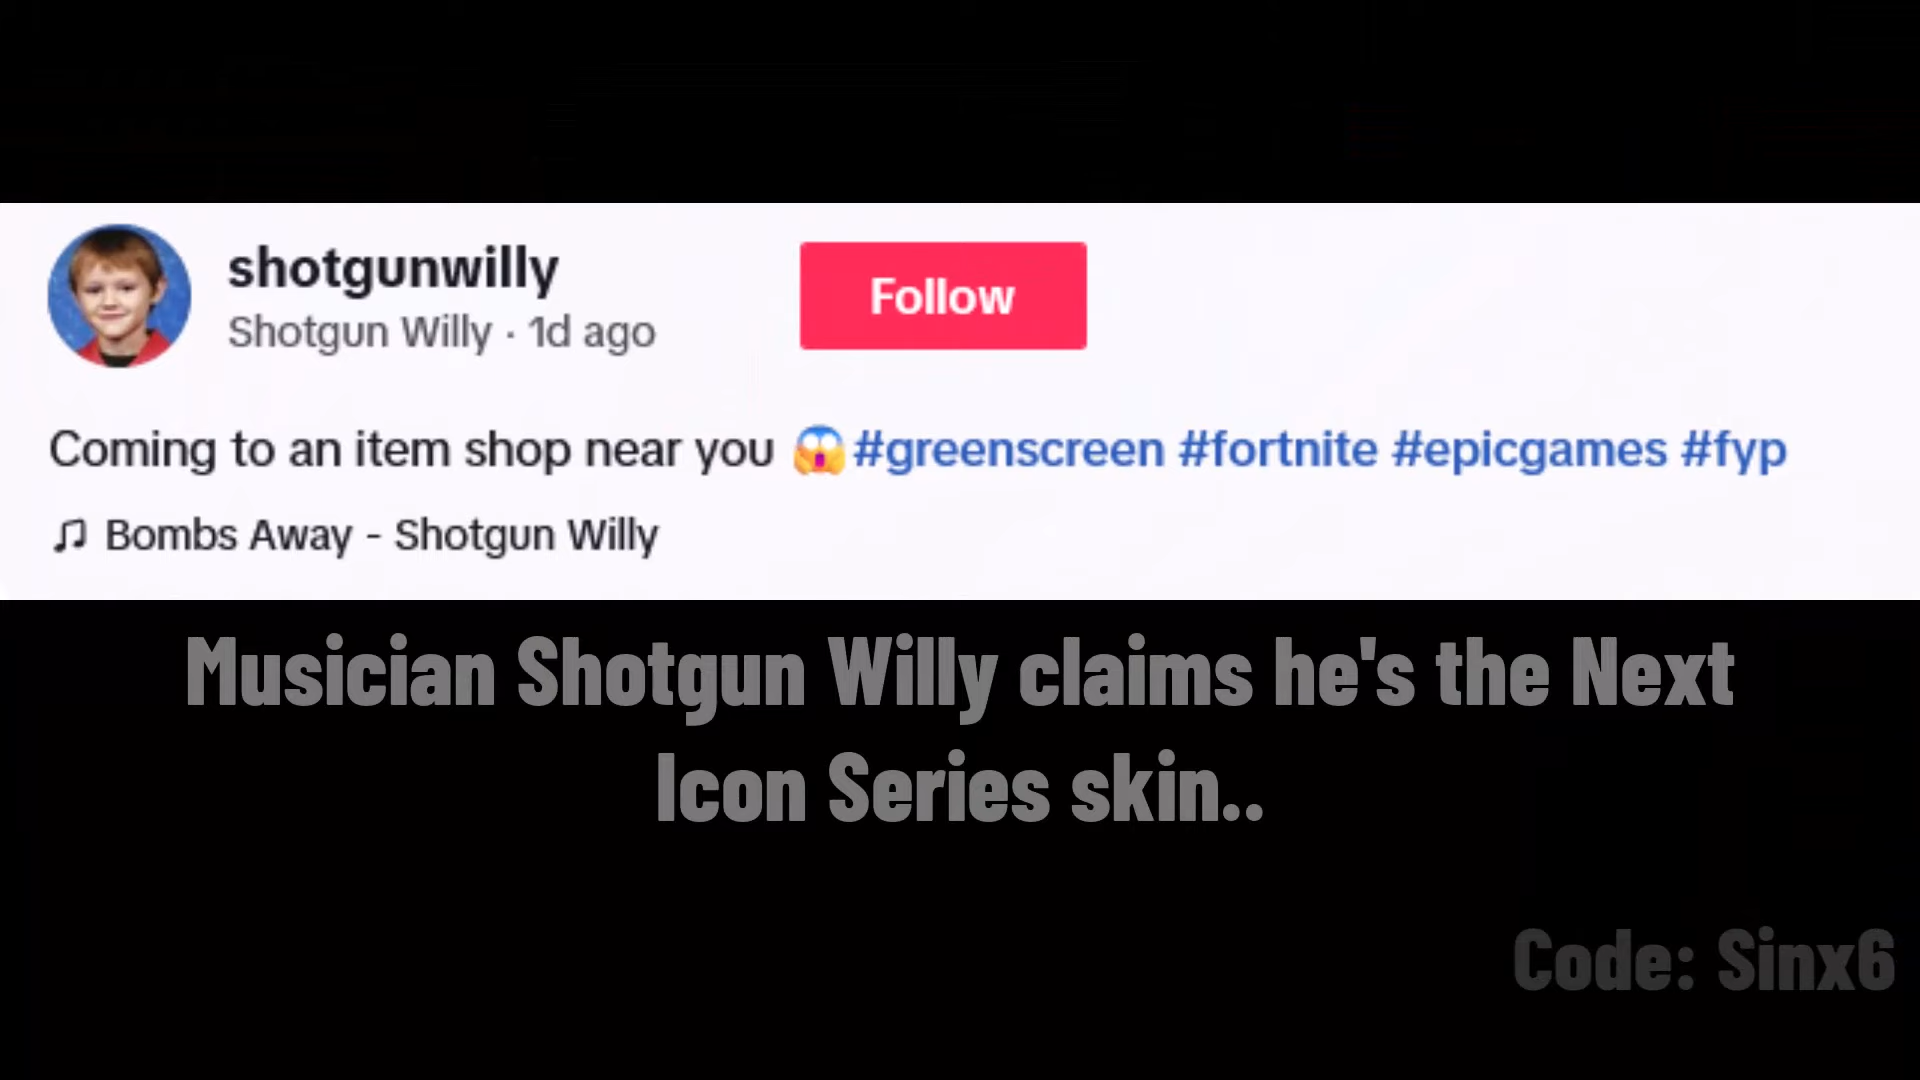 shotgunwilly
Shotgun Willy · 1d ago
Follow
Coming to an item shop near you 😱 #greenscreen #fortnite #epicgames #fyp
♫ Bombs Away - Shotgun Willy
Musician Shotgun Willy claims he's the Next
Icon Series skin..
Code: Sinx6